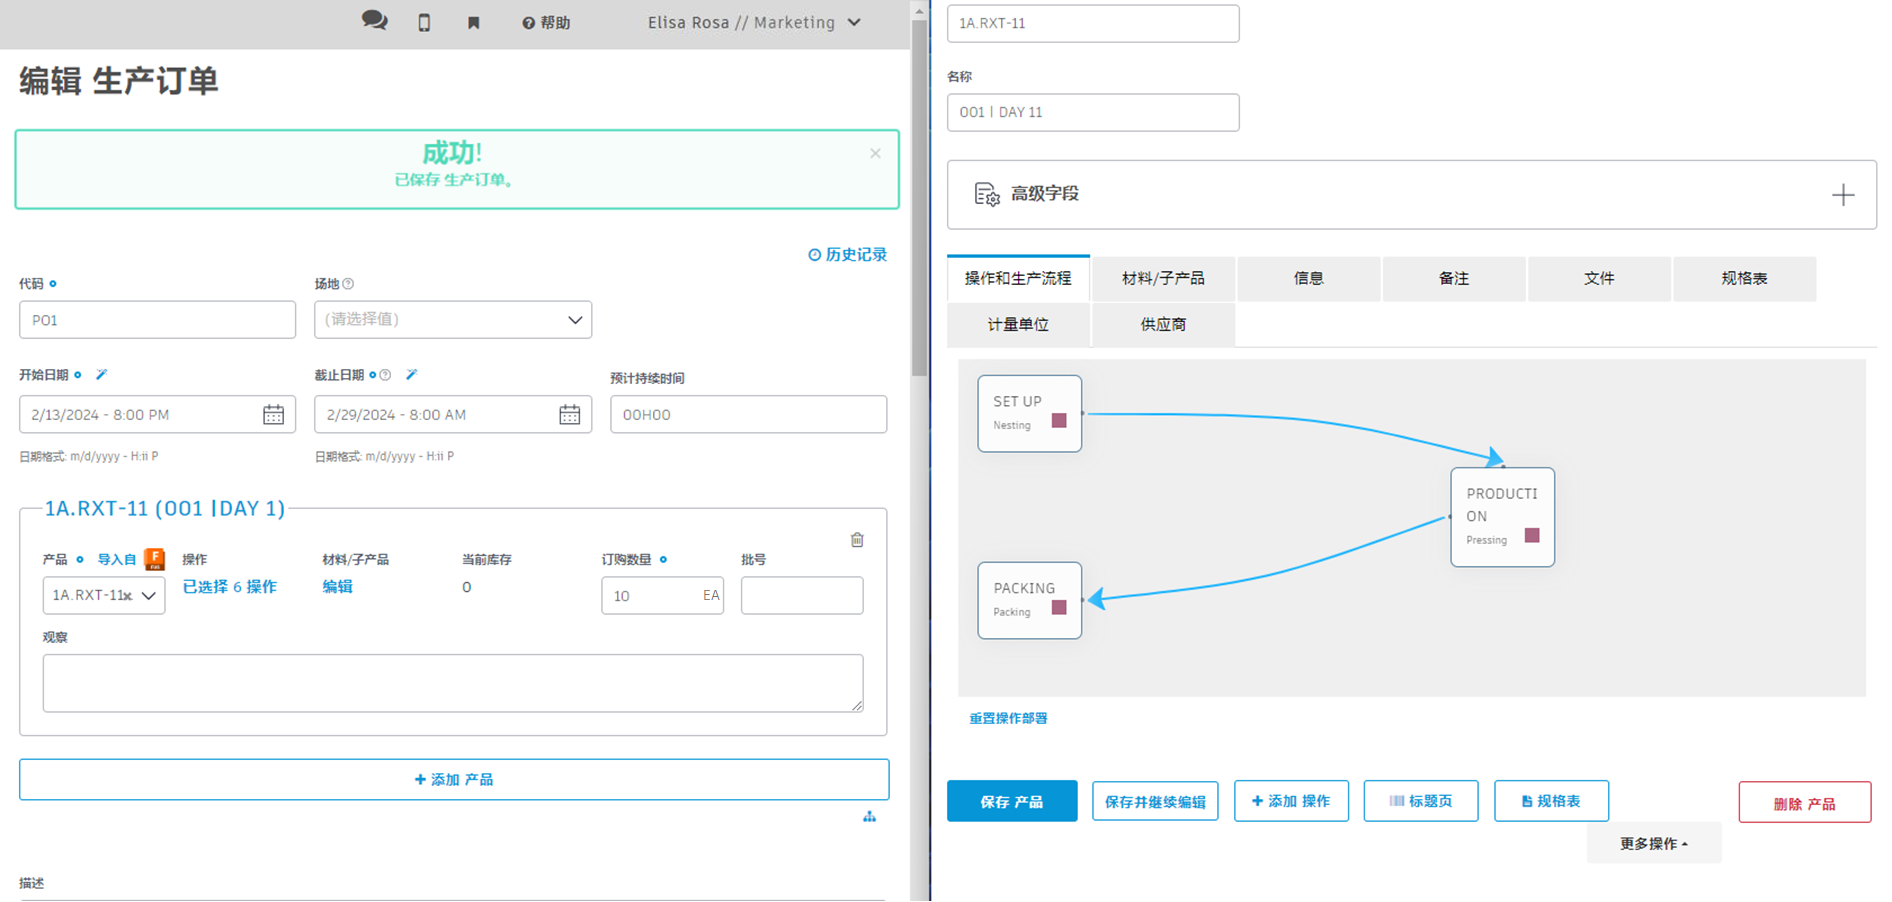 帮助
Elisa Rosa // Marketing
编辑 生产订单
成功!
已保存 生产订单。
历史记录
代码
场地
PO1
(请选择值)
开始日期
截止日期
预计持续时间
2/13/2024 - 8:00 PM
2/29/2024 - 8:00 AM
00H00
日期格式: m/d/yyyy - H:ii P
日期格式: m/d/yyyy - H:ii P
1A.RXT-11 (001 |DAY 1)
产品
导入自
操作
材料/子产品
当前库存
订购数量
批号
1A.RXT-11
已选择 6 操作
编辑
0
10
EA
观察
+ 添加 产品
描述
1A.RXT-11
名称
001 | DAY 11
高级字段
操作和生产流程
材料/子产品
信息
备注
文件
规格表
计量单位
供应商
SET UP
Nesting
PRODUCTI
ON
Pressing
PACKING
Packing
重置操作部署
保存 产品
保存并继续编辑
+ 添加 操作
标题页
规格表
删除 产品
更多操作